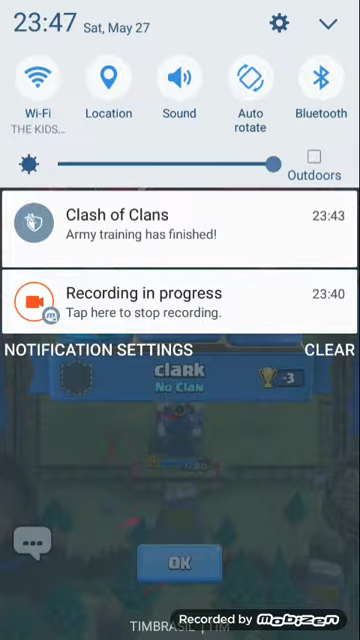 23:47 Sat, May 27
Wi-Fi Location Sound Auto rotate Bluetooth
THE KIDS...
Outdoors
Clash of Clans 23:43
Army training has finished!
Recording in progress 23:40
Tap here to stop recording.
NOTIFICATION SETTINGS CLEAR
clark
No Clan
-3
OK
Recorded by mobizen